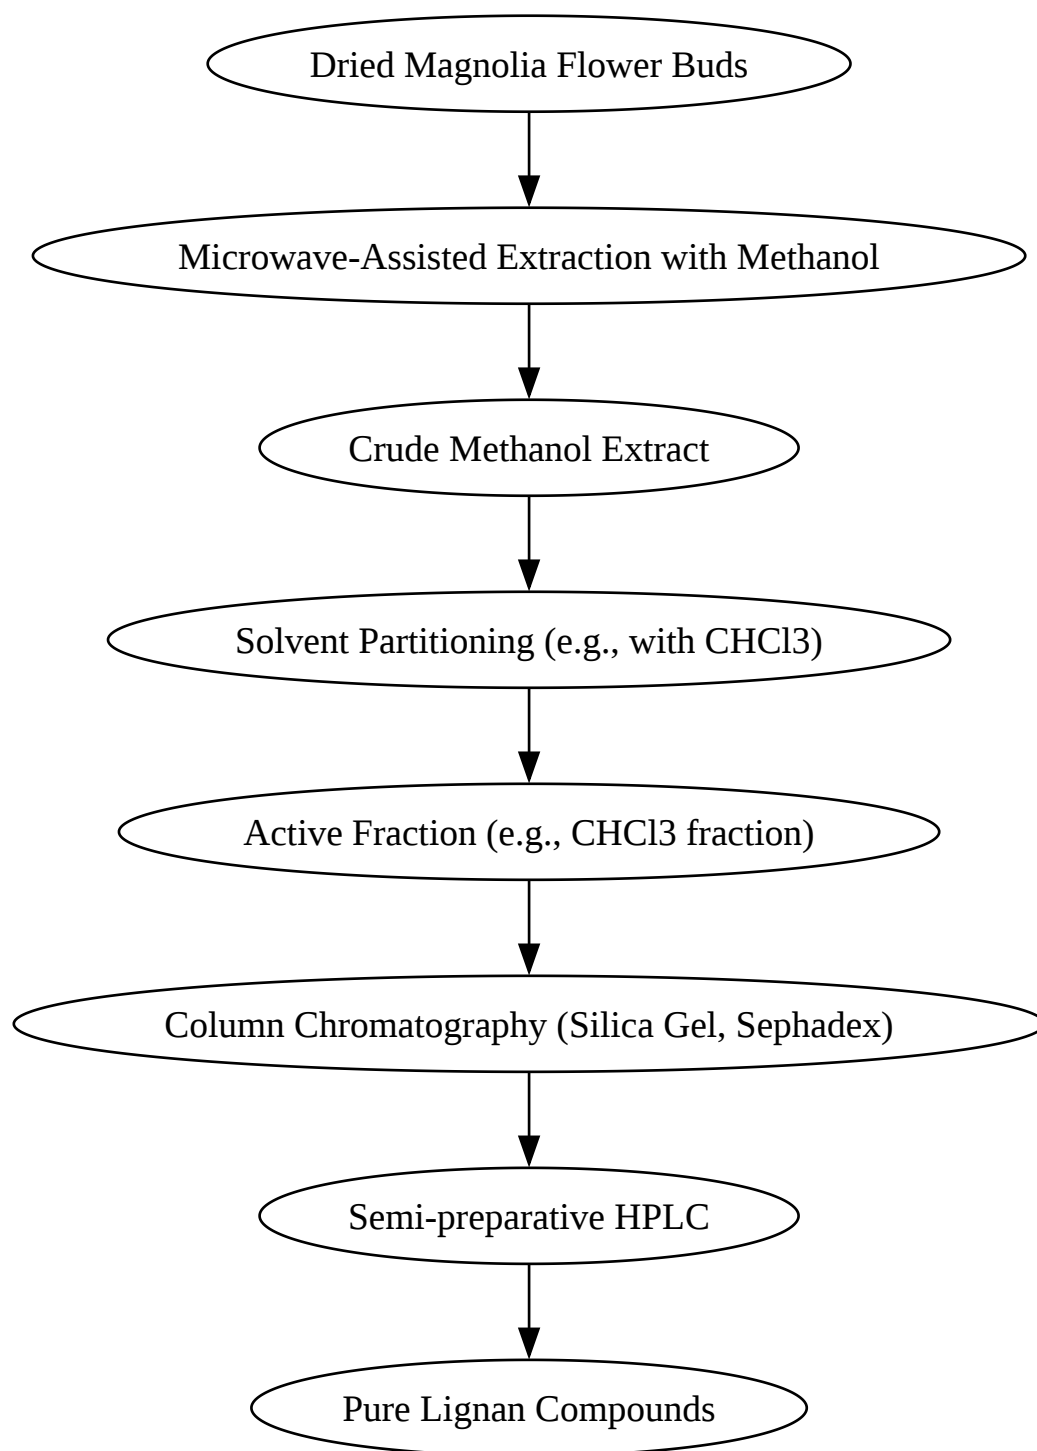 Dried Magnolia Flower Buds
Microwave-Assisted Extraction with Methanol
Crude Methanol Extract
Solvent Partitioning (e.g., with CHCl3)
Active Fraction (e.g., CHCl3 fraction)
Column Chromatography (Silica Gel, Sephadex)
Semi-preparative HPLC
Pure Lignan Compounds